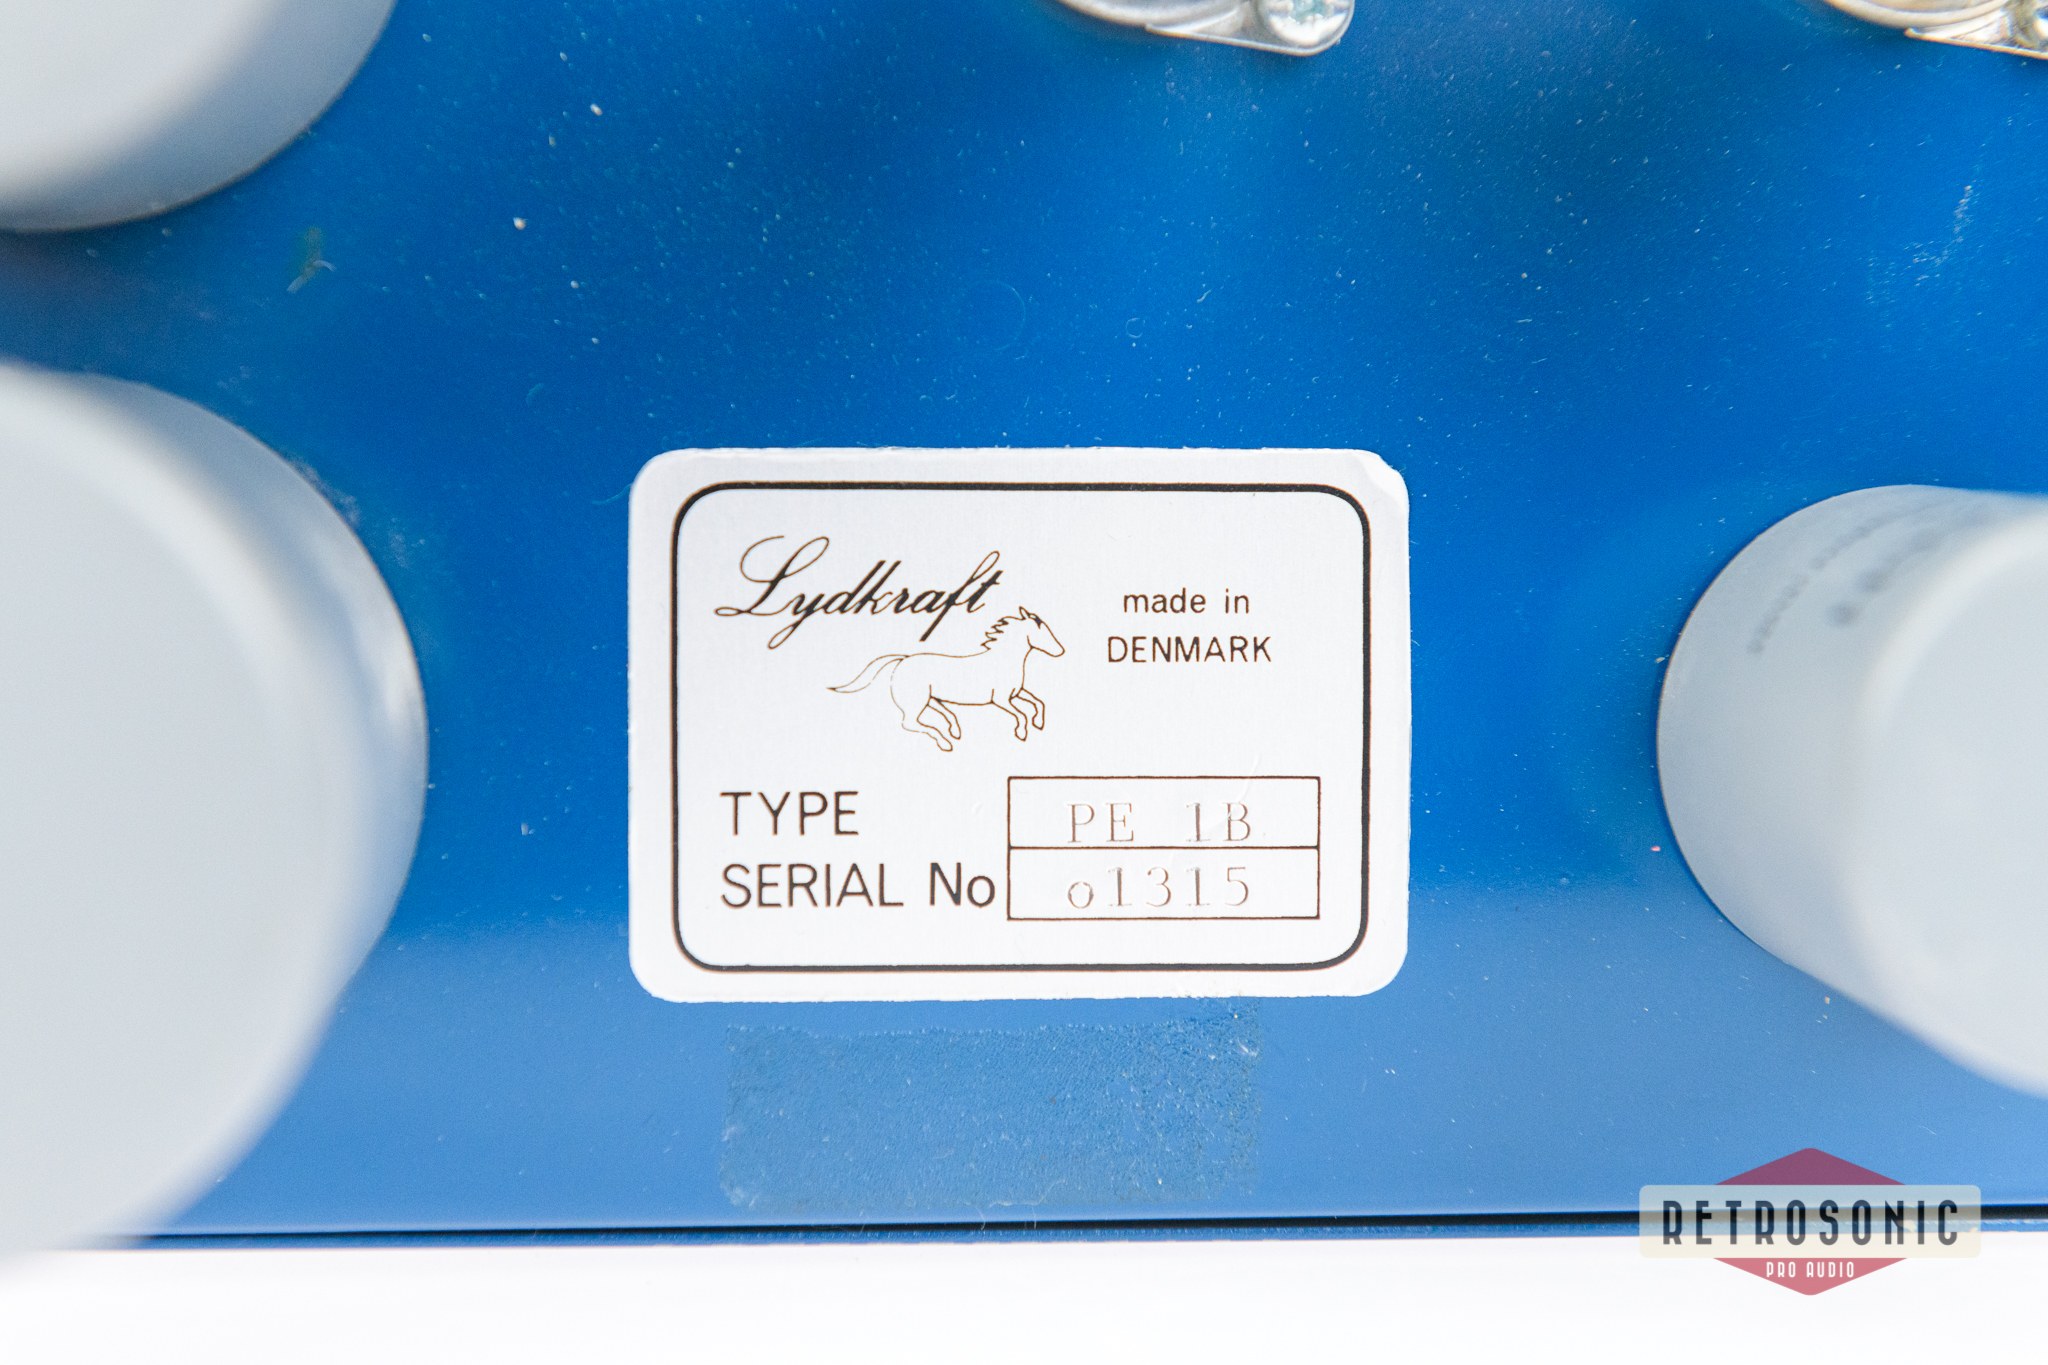 Lydkraft
made in
DENMARK
TYPE PE 1B
SERIAL No o1315
RETROSONIC
PRO AUDIO